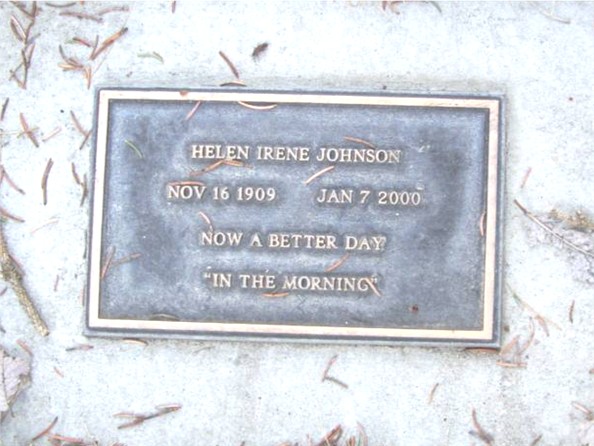 HELEN IRENE JOHNSON
NOV 16 1909 JAN 7 2000
NOW A BETTER DAY
"IN THE MORNING"